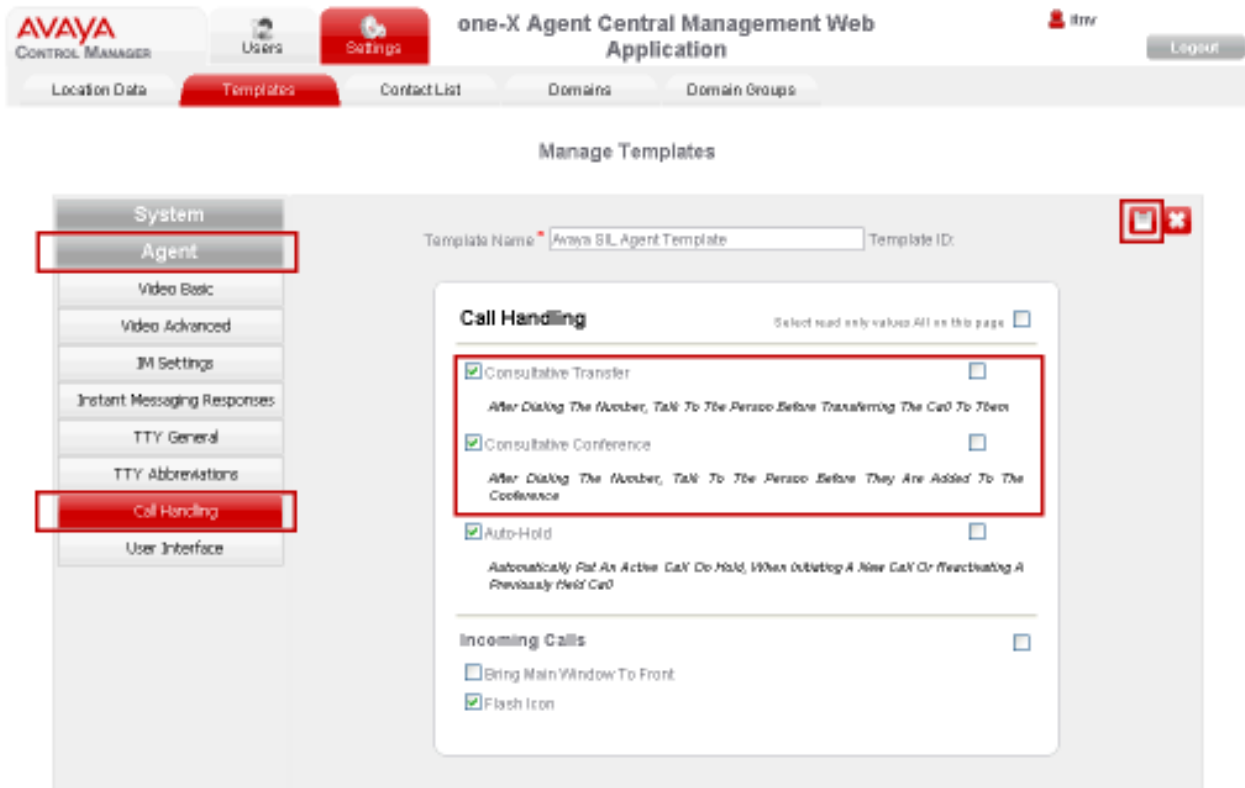 AVAYA
CONTROL MANAGER
Users
Settings
one-X Agent Central Management Web
Application
Logout
Location Data
Templates
Contact List
Domains
Domain Groups
Manage Templates
System
Agent
Video Basic
Video Advanced
IM Settings
Instant Messaging Responses
TTY General
TTY Abbreviations
Call Handling
User Interface
Template Name * Avaya SIL Agent Template Template ID:
Call Handling
Select read only values All on this page
Consultative Transfer
After Dialing The Number, Talk To The Person Before Transferring The Call To Them
Consultative Conference
After Dialing The Number, Talk To The Person Before They Are Added To The
Conference
Auto-Hold
Automatically Put An Active Call On Hold, When Initiating A New Call Or Reactivating A
Previously Held Call
Incoming Calls
Bring Main Window To Front
Flash Icon